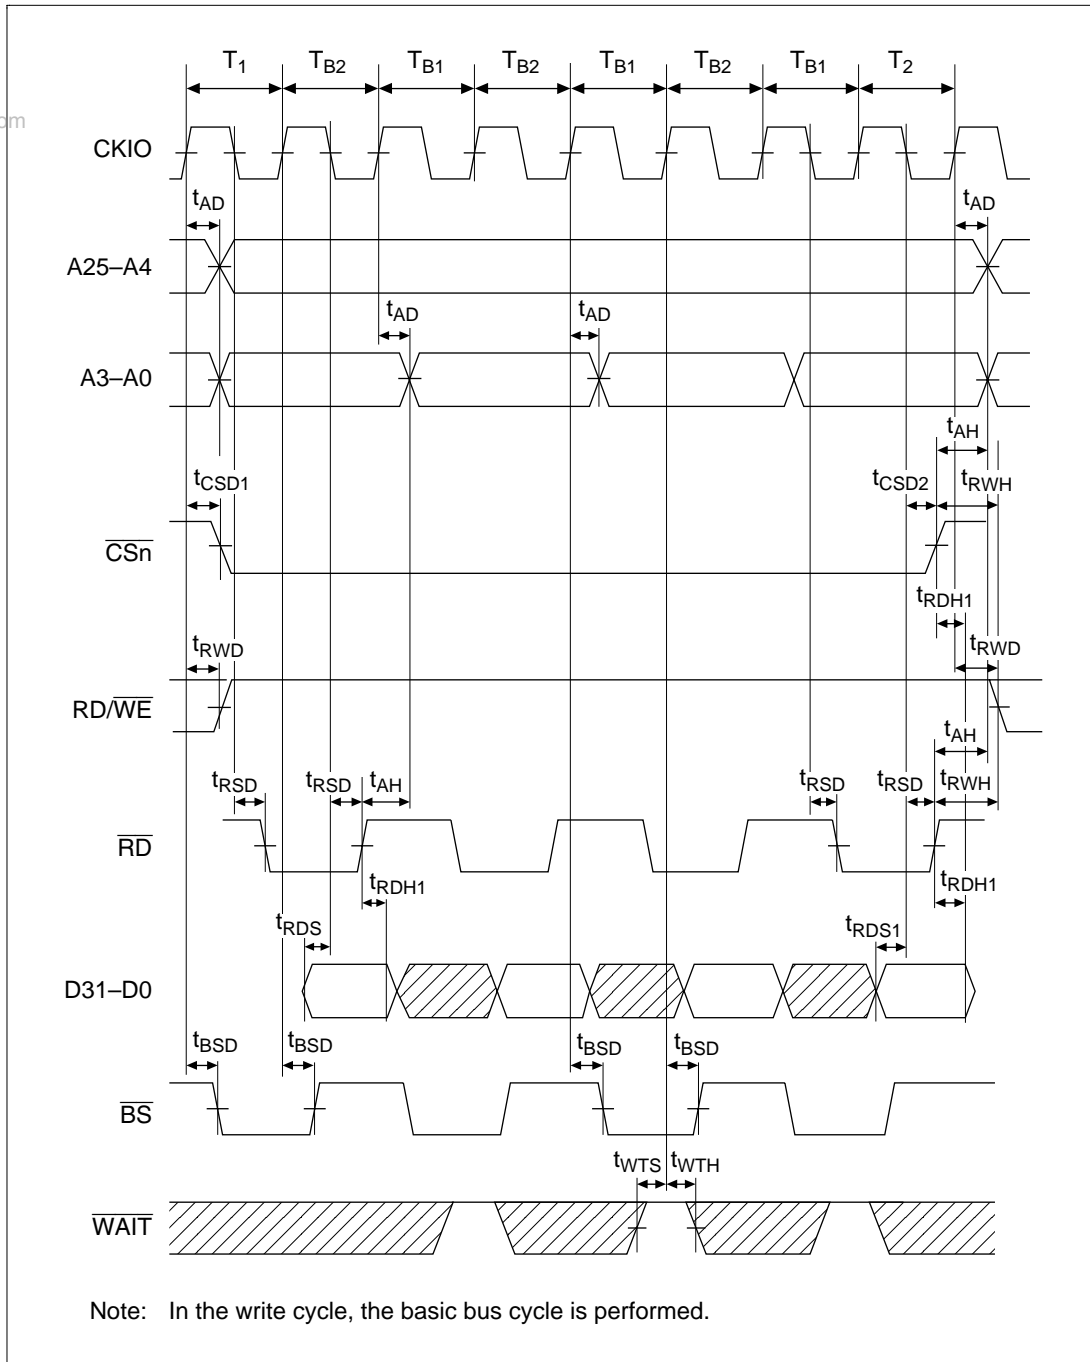 T1 TB2 TB1 TB2 TB1 TB2 TB1 T2
om
CKIO
tAD tAD
A25–A4
tAD tAD
A3–A0
tAH
tCSD1 tCSD2 tRWH
CSn
tRDH1
tRWD tRWD
RD/WE
tAH
tRSD tRSD tAH tRSD tRSD tRWH
RD
tRDH1 tRDH1
tRDS tRDS1
D31–D0
tBSD tBSD tBSD tBSD
BS
tWTS tWTH
WAIT
Note: In the write cycle, the basic bus cycle is performed.